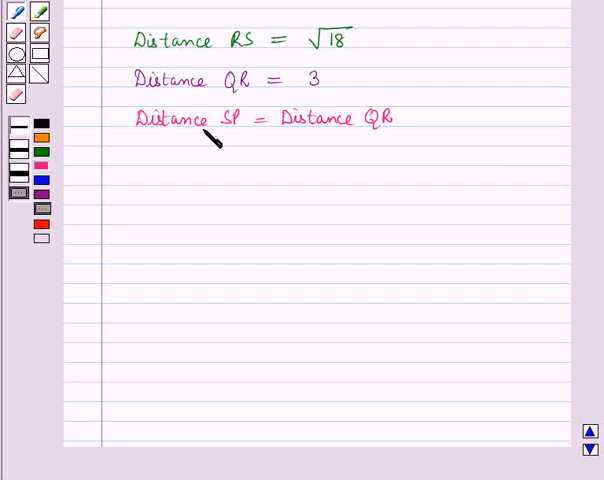 Distance RS = √18
Distance QR = 3
Distance SP = Distance QR